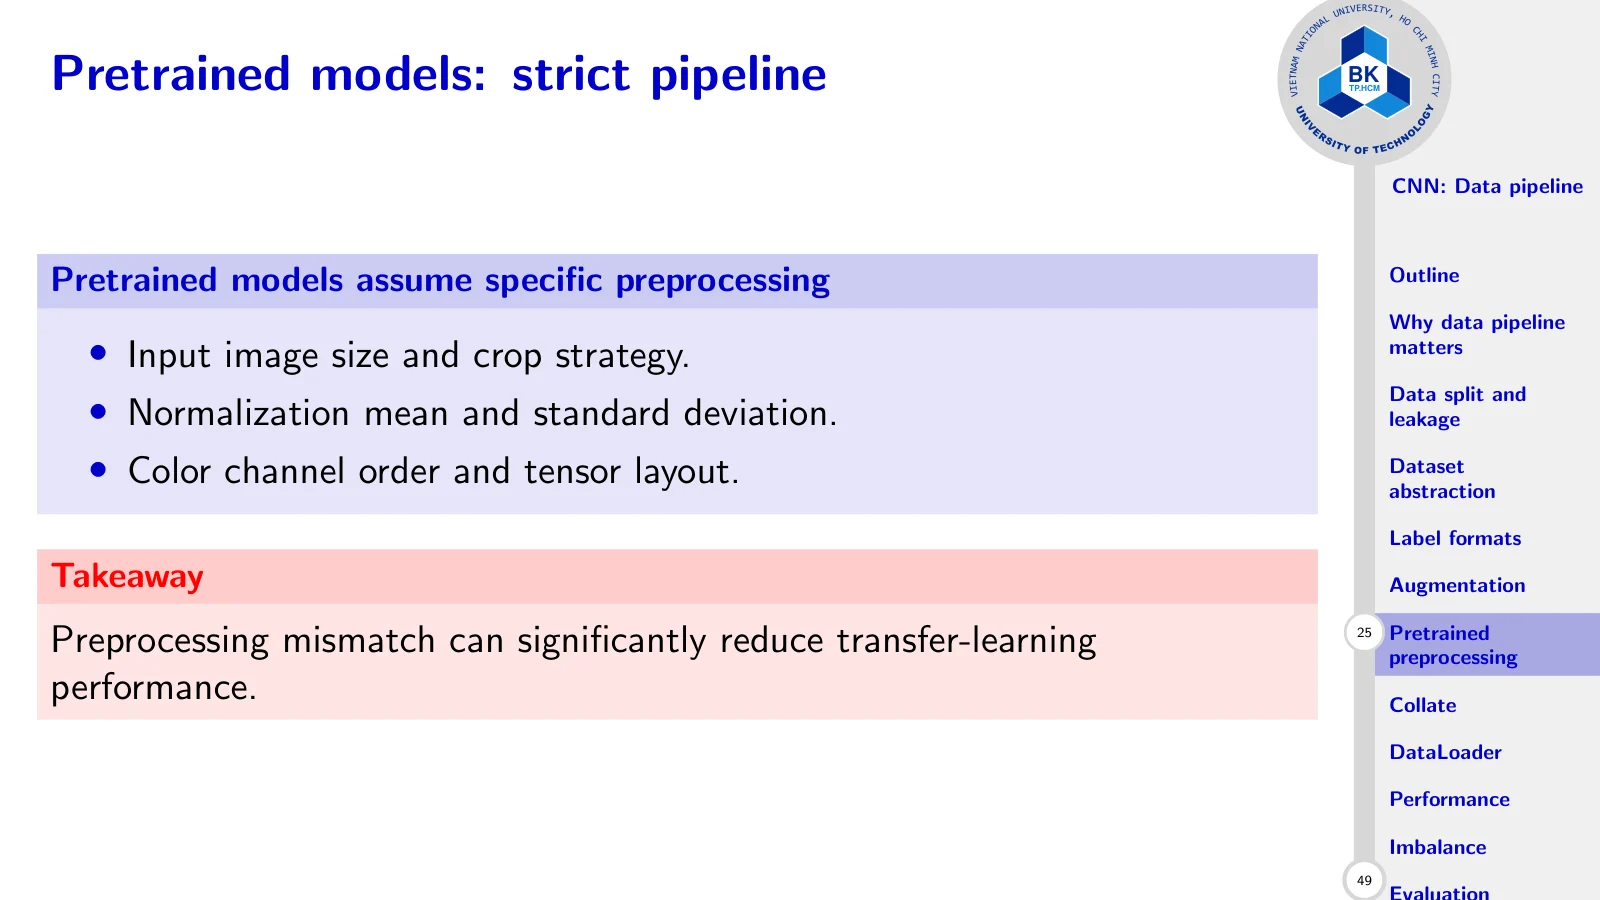 Pretrained models: strict pipeline
Pretrained models assume specific preprocessing
• Input image size and crop strategy.
• Normalization mean and standard deviation.
• Color channel order and tensor layout.
Takeaway
Preprocessing mismatch can significantly reduce transfer-learning
performance.
VIETNAM NATIONAL UNIVERSITY, HO CHI MINH CITY
BK
TP.HCM
UNIVERSITY OF TECHNOLOGY
CNN: Data pipeline
Outline
Why data pipeline
matters
Data split and
leakage
Dataset
abstraction
Label formats
Augmentation
25
Pretrained
preprocessing
Collate
DataLoader
Performance
Imbalance
49
Evaluation